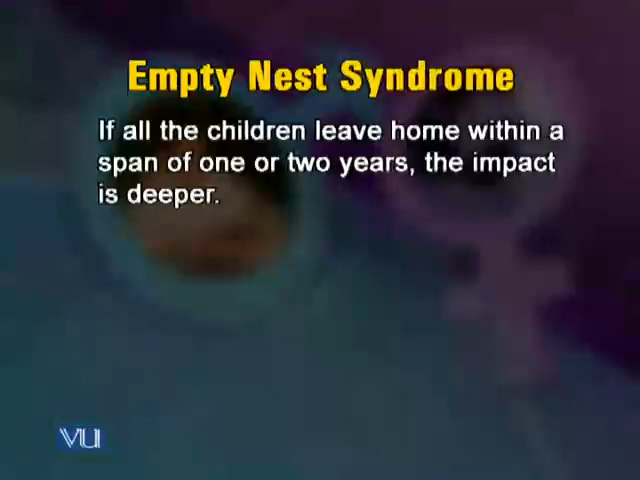 Empty Nest Syndrome
If all the children leave home within a
span of one or two years, the impact
is deeper.
VU